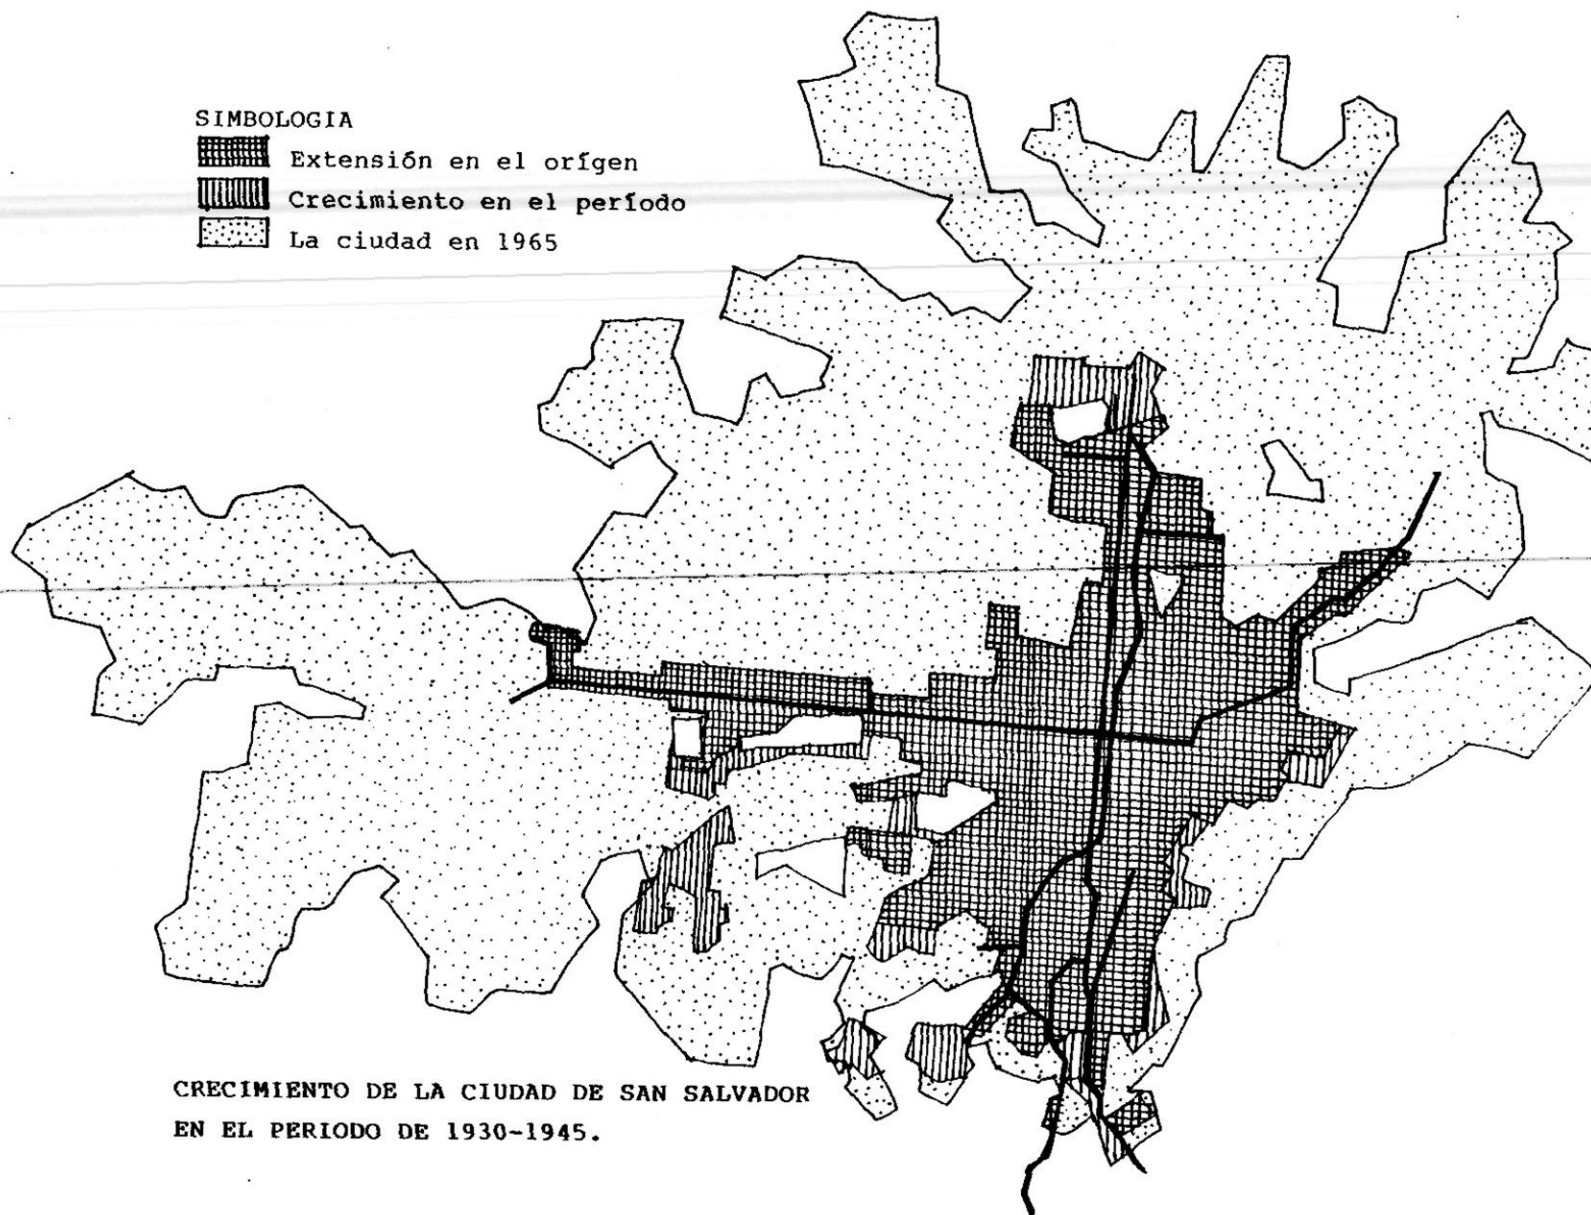 SIMBOLOGIA
Extensión en el orígen
Crecimiento en el período
La ciudad en 1965
CRECIMIENTO DE LA CIUDAD DE SAN SALVADOR
EN EL PERIODO DE 1930-1945.